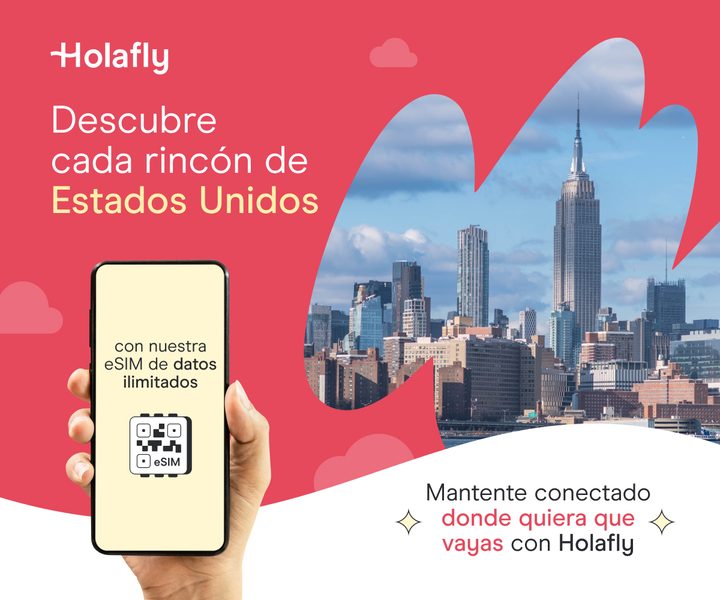 Holafly
Descubre
cada rincón de
Estados Unidos
con nuestra
eSIM de datos
ilimitados
eSIM
Mantente conectado
donde quiera que
vayas con Holafly